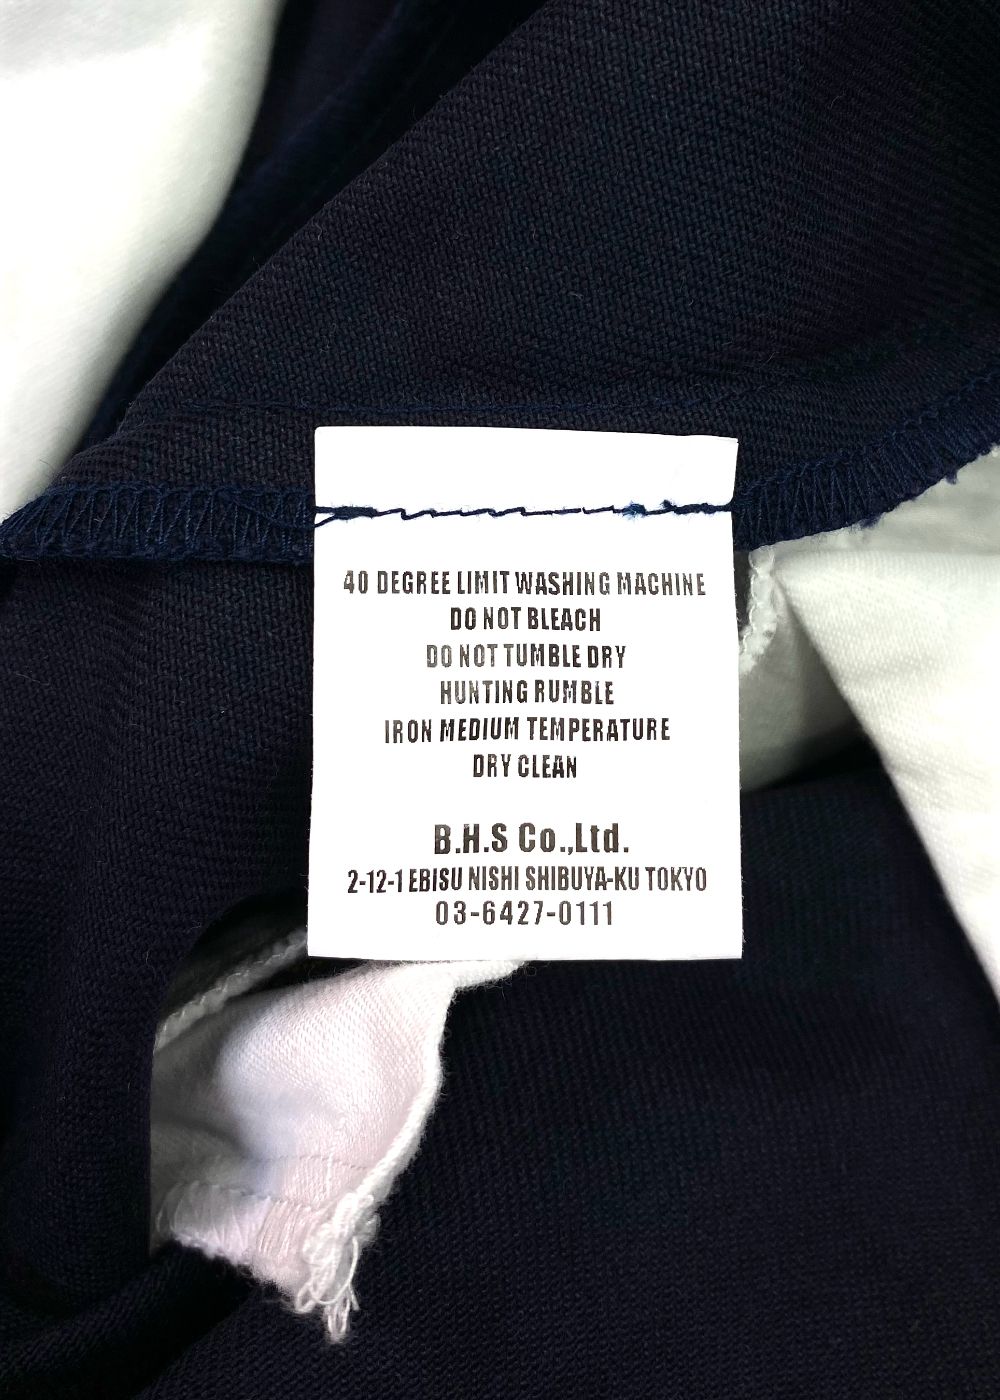 40 DEGREE LIMIT WASHING MACHINE
DO NOT BLEACH
DO NOT TUMBLE DRY
HUNTING RUMBLE
IRON MEDIUM TEMPERATURE
DRY CLEAN
B.H.S Co.,Ltd.
2-12-1 EBISU NISHI SHIBUYA-KU TOKYO
03-6427-0111